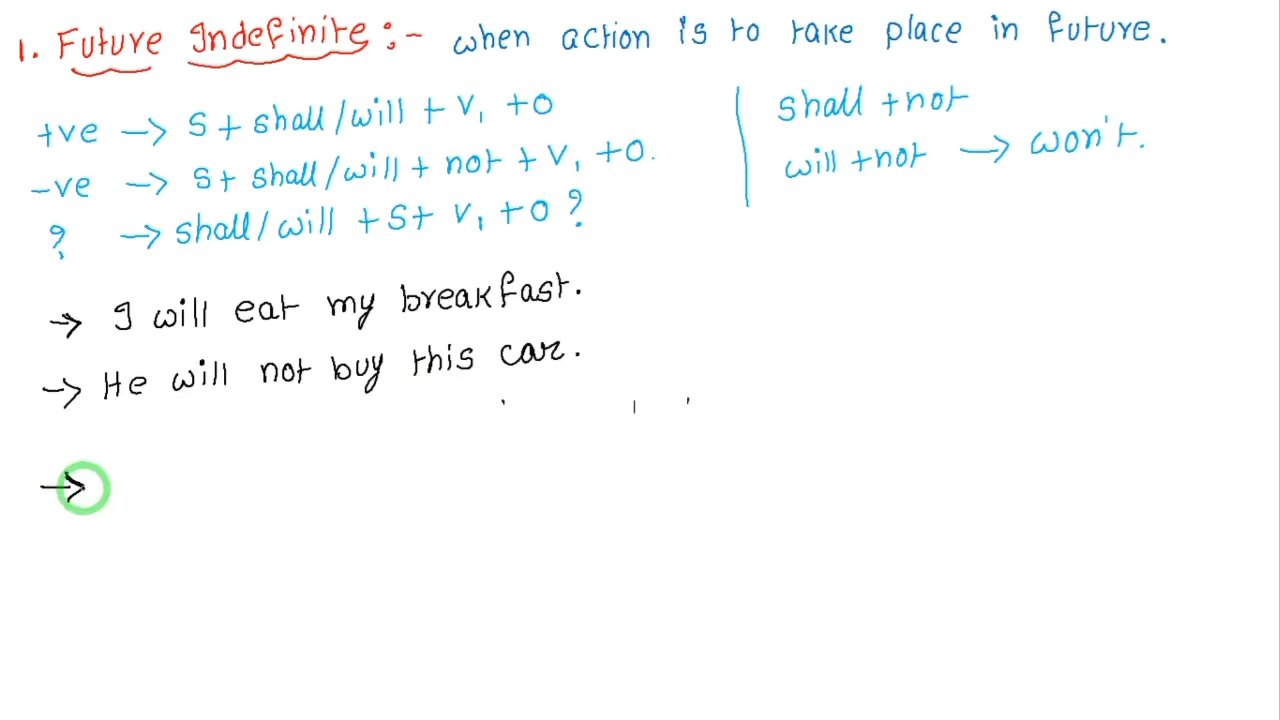 1. Future Indefinite :- when action is to take place in future.
+ve → S + shall/will + V₁ + O
-ve → S + shall/will + not + V₁ + O.
? → shall/will + S + V₁ + O ?
shall + not
will + not → won't.
→ I will eat my breakfast.
→ He will not buy this car.
→